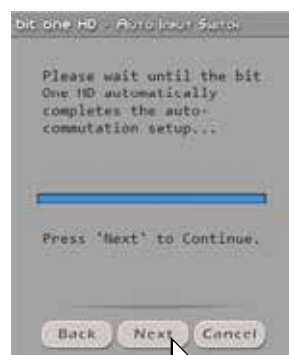 bit one HD - Auto Input Switch
Please wait until the bit
One HD automatically
completes the auto-
commutation setup...
Press 'Next' to Continue.
Back Next Cancel